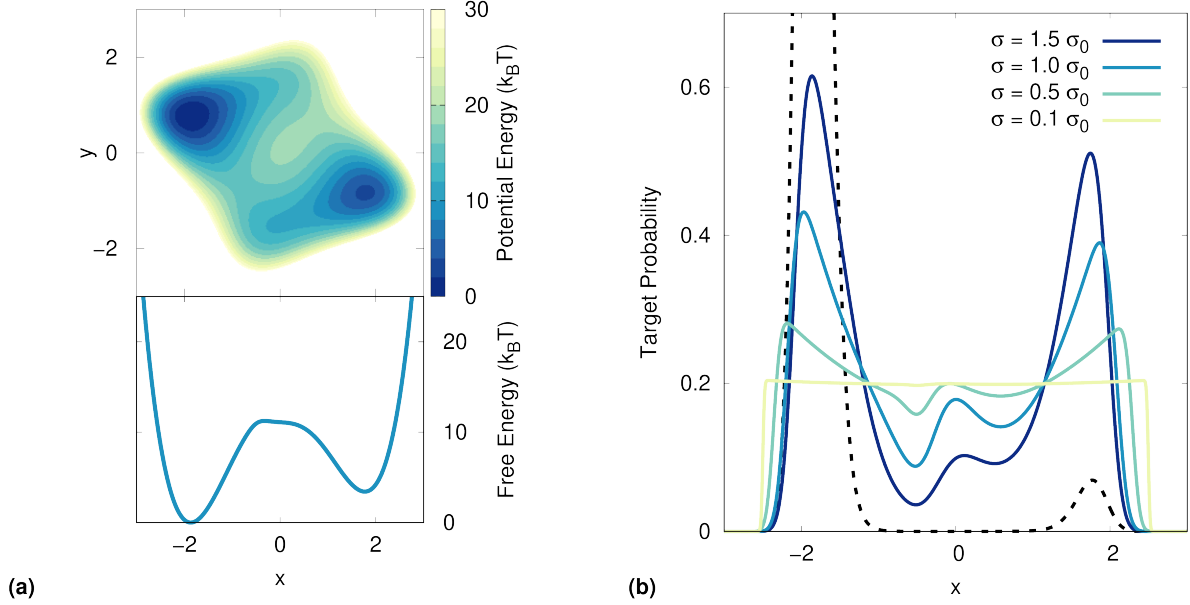 2
0
−2
y
30
20
10
0
Potential Energy (kBT)
20
10
0
Free Energy (kBT)
−2
0
2
x
(a)
0.6
0.4
0.2
0
Target Probability
σ = 1.5 σ0
σ = 1.0 σ0
σ = 0.5 σ0
σ = 0.1 σ0
−2
0
2
x
(b)